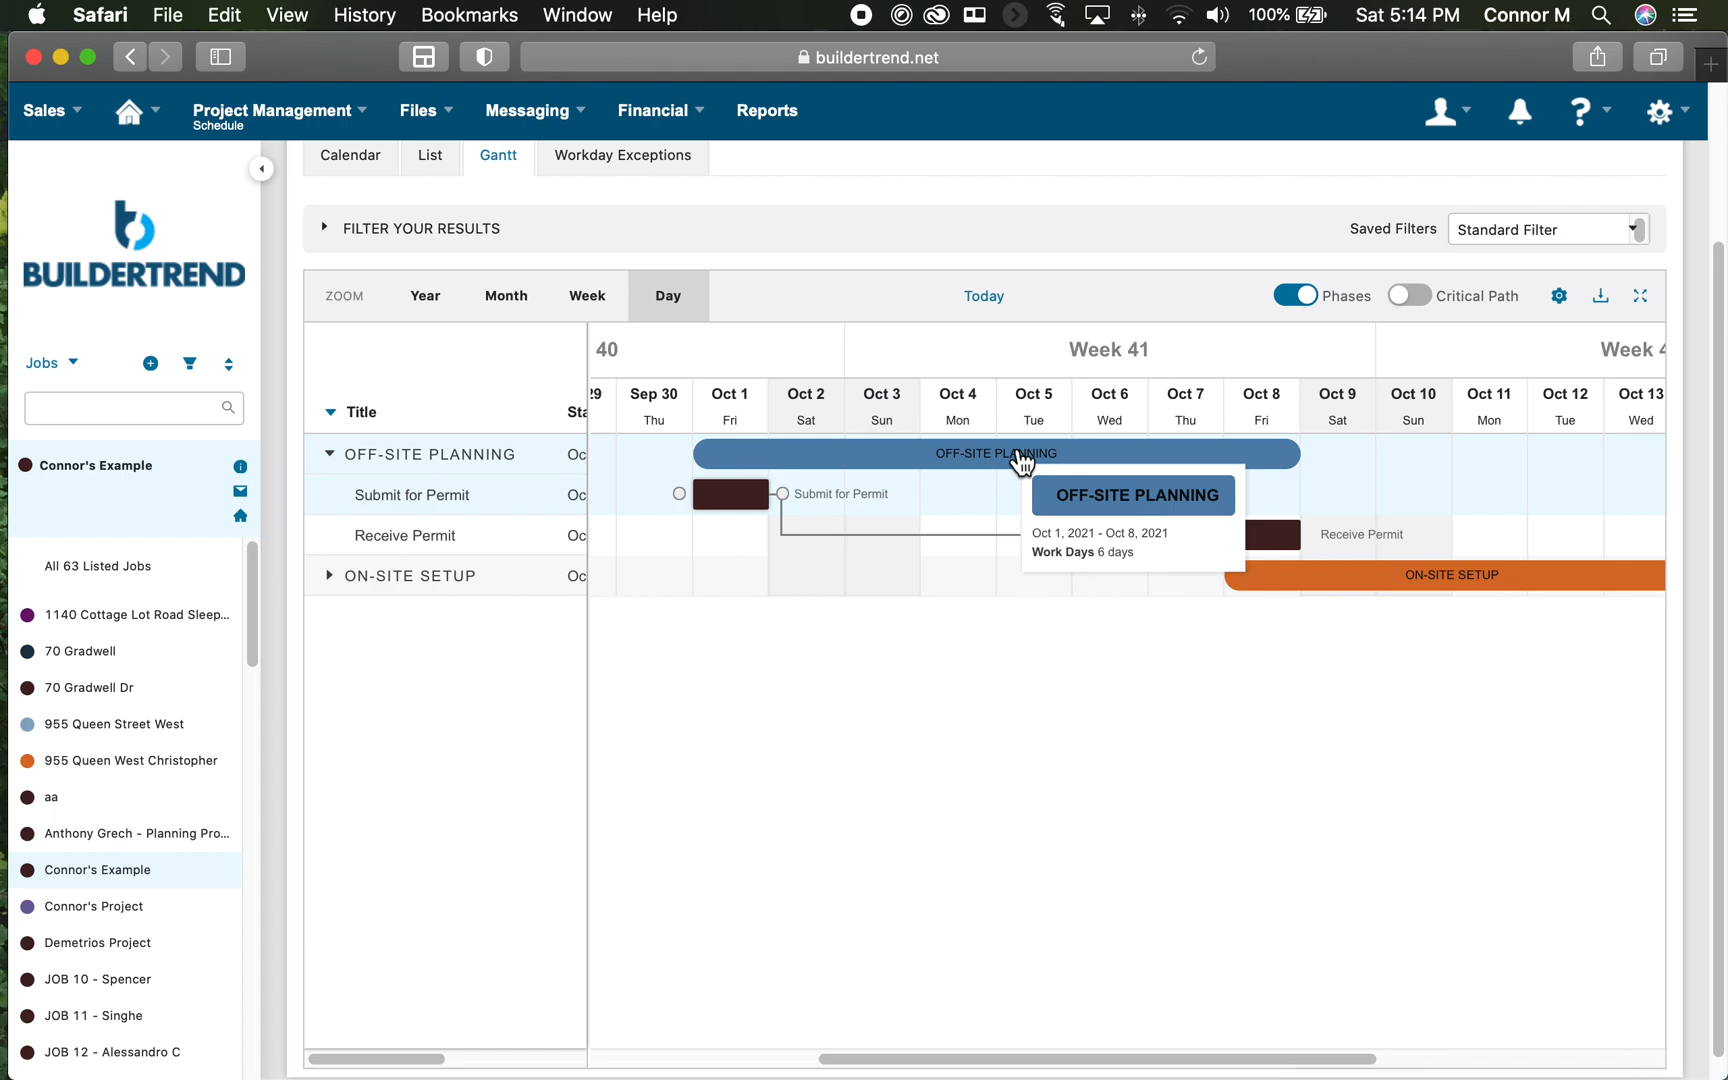 Safari File Edit View History Bookmarks Window Help 100% Sat 5:14 PM Connor M
buildertrend.net
Sales Project Management Files Messaging Financial Reports
Schedule
Calendar List Gantt Workday Exceptions
BUILDERTREND
FILTER YOUR RESULTS Saved Filters Standard Filter
ZOOM Year Month Week Day Today Phases Critical Path
40 Week 41 Week 4
Jobs
Title Sta
29 Sep 30 Oct 1 Oct 2 Oct 3 Oct 4 Oct 5 Oct 6 Oct 7 Oct 8 Oct 9 Oct 10 Oct 11 Oct 12 Oct 13
Thu Fri Sat Sun Mon Tue Wed Thu Fri Sat Sun Mon Tue Wed
OFF-SITE PLANNING Oc OFF-SITE PLANNING
Submit for Permit Oc Submit for Permit
OFF-SITE PLANNING
Oct 1, 2021 - Oct 8, 2021
Work Days 6 days
Receive Permit Oc Receive Permit
ON-SITE SETUP Oc ON-SITE SETUP
Connor's Example
All 63 Listed Jobs
1140 Cottage Lot Road Sleep...
70 Gradwell
70 Gradwell Dr
955 Queen Street West
955 Queen West Christopher
aa
Anthony Grech - Planning Pro...
Connor's Example
Connor's Project
Demetrios Project
JOB 10 - Spencer
JOB 11 - Singhe
JOB 12 - Alessandro C